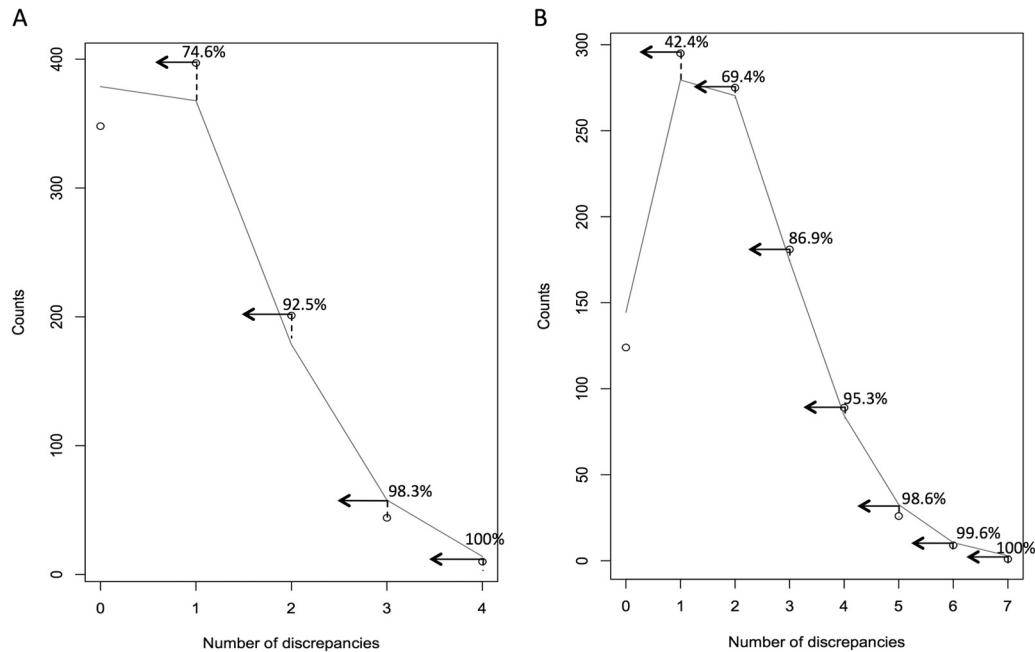 A
400
300
200
100
0
Counts
74.6%
92.5%
98.3%
100%
0 1 2 3 4
Number of discrepancies
B
300
250
200
150
100
50
0
Counts
42.4%
69.4%
86.9%
95.3%
98.6%
99.6%
100%
0 1 2 3 4 5 6 7
Number of discrepancies